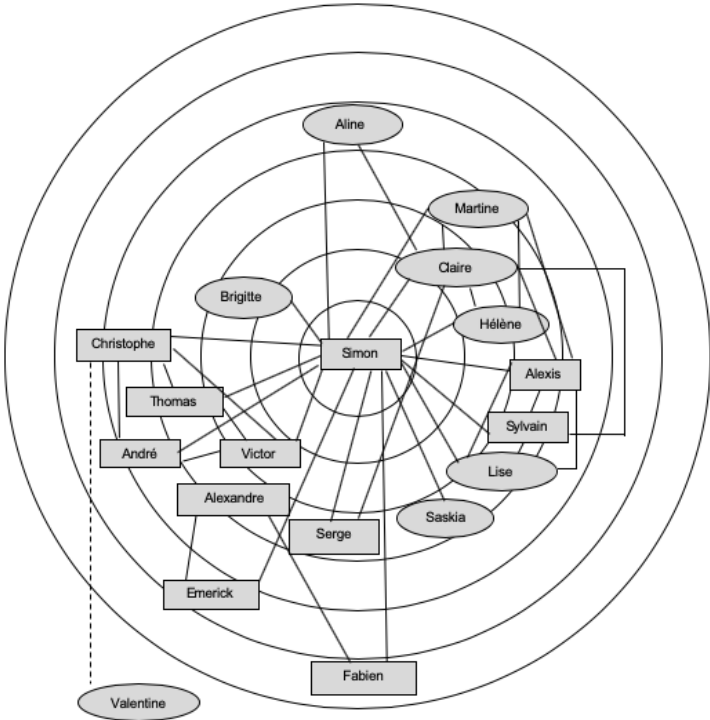 Aline
Martine
Claire
Brigitte
Hélène
Christophe
Simon
Alexis
Thomas
Sylvain
André
Victor
Lise
Alexandre
Saskia
Serge
Emerick
Fabien
Valentine